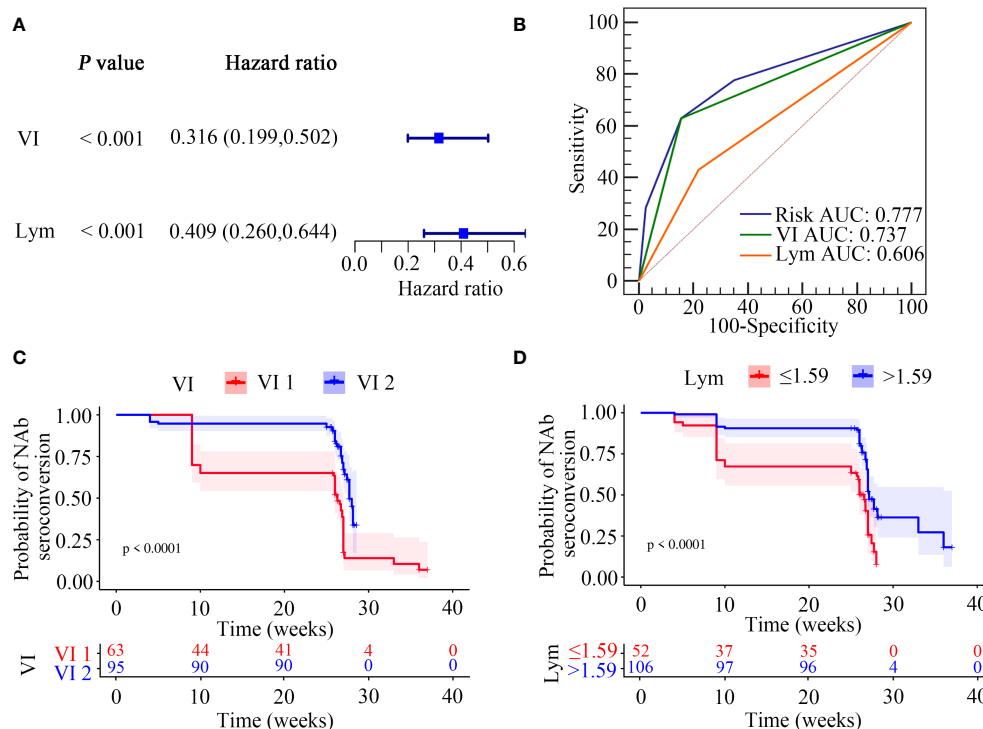 A
P value Hazard ratio
VI < 0.001 0.316 (0.199,0.502)
Lym < 0.001 0.409 (0.260,0.644)
0.0 0.2 0.4 0.6
Hazard ratio
B
100
80
60
40
20
0
Sensitivity
Risk AUC: 0.777
VI AUC: 0.737
Lym AUC: 0.606
0 20 40 60 80 100
100-Specificity
C
VI VI 1 VI 2
1.00
0.75
0.50
0.25
0.00
Probability of NAb
seroconversion
p < 0.0001
0 10 20 30 40
Time (weeks)
VI
VI 1 63 44 41 4 0
VI 2 95 90 90 0 0
0 10 20 30 40
Time (weeks)
D
Lym ≤1.59 >1.59
1.00
0.75
0.50
0.25
0.00
Probability of NAb
seroconversion
p < 0.0001
0 10 20 30 40
Time (weeks)
Lym
≤1.59 52 37 35 0 0
>1.59 106 97 96 4 0
0 10 20 30 40
Time (weeks)